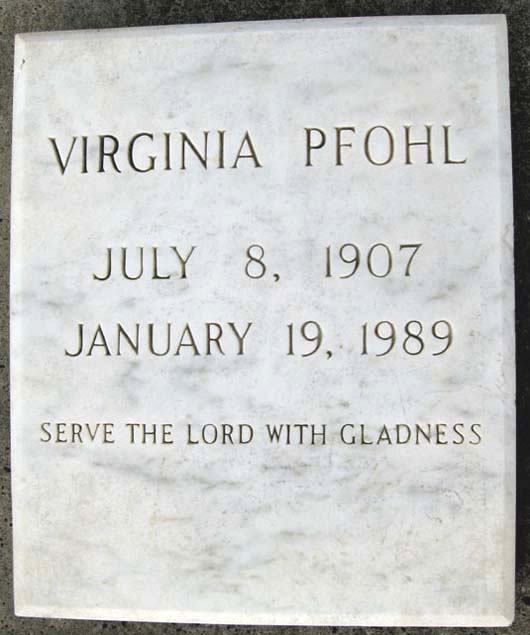 VIRGINIA PFOHL
JULY 8, 1907
JANUARY 19, 1989
SERVE THE LORD WITH GLADNESS